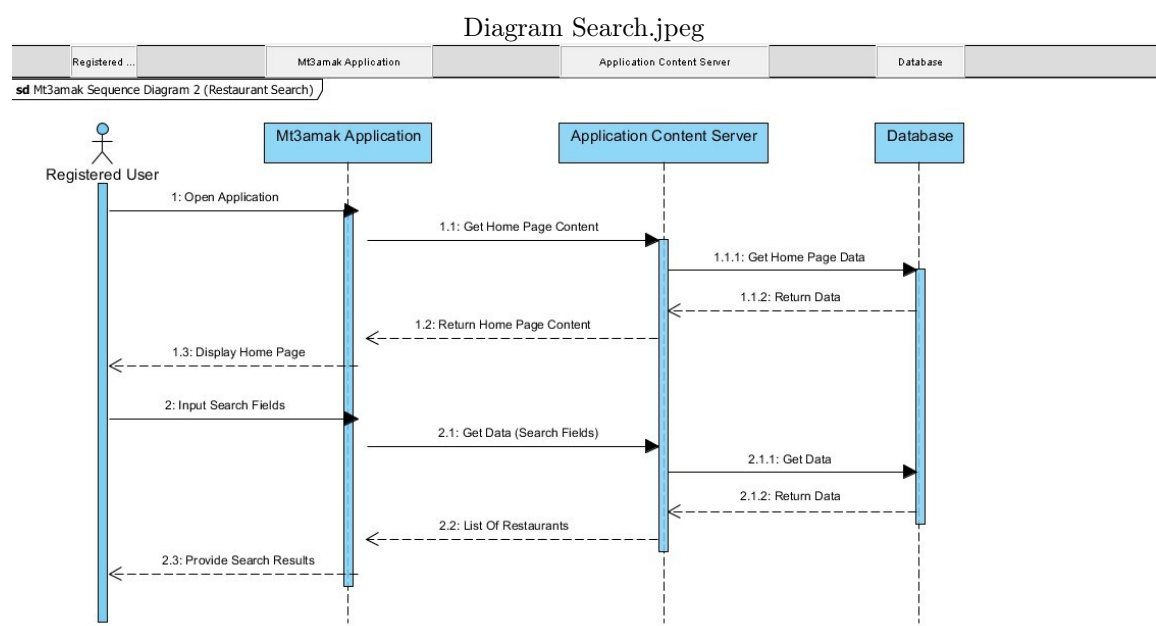 Diagram Search.jpeg
Registered ...
Mt3amak Application
Application Content Server
Database
sd Mt3amak Sequence Diagram 2 (Restaurant Search)
Mt3amak Application
Application Content Server
Database
Registered User
1: Open Application
1.1: Get Home Page Content
1.1.1: Get Home Page Data
1.1.2: Return Data
1.2: Return Home Page Content
1.3: Display Home Page
2: Input Search Fields
2.1: Get Data (Search Fields)
2.1.1: Get Data
2.1.2: Return Data
2.2: List Of Restaurants
2.3: Provide Search Results